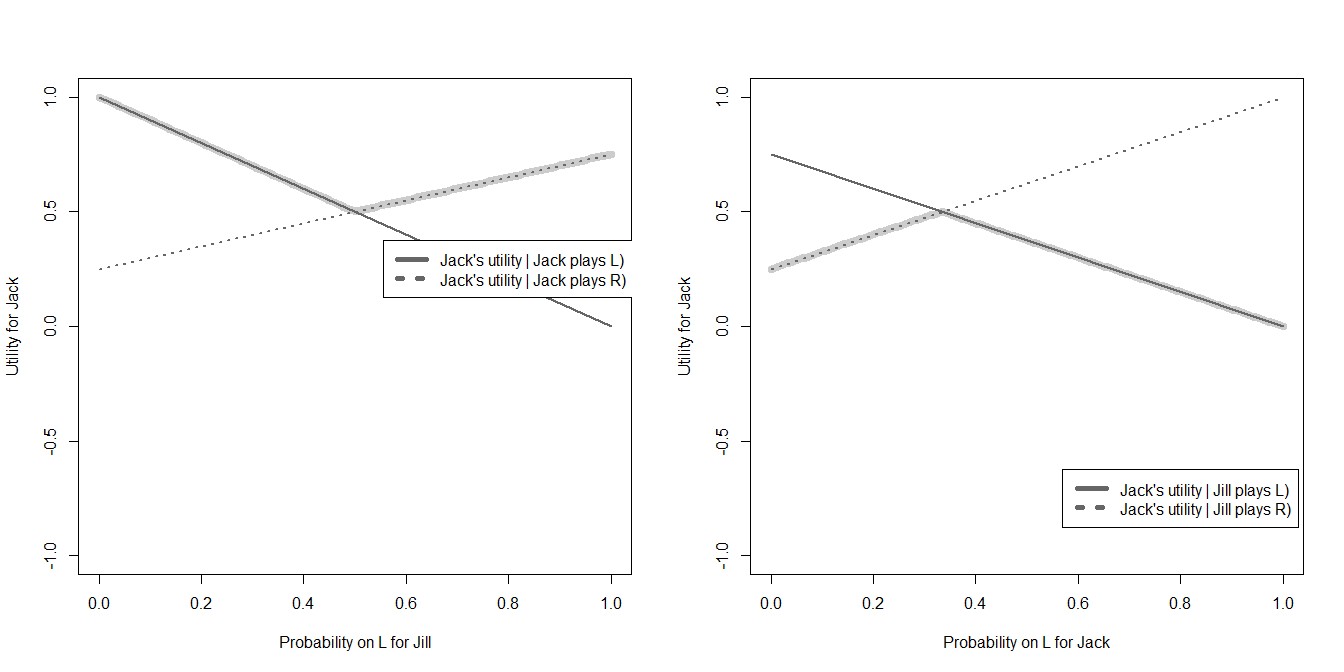 1.0
0.5
0.0
-0.5
-1.0
Utility for Jack
Jack's utility | Jack plays L)
Jack's utility | Jack plays R)
0.0 0.2 0.4 0.6 0.8 1.0
Probability on L for Jill
1.0
0.5
0.0
-0.5
-1.0
Utility for Jack
Jack's utility | Jill plays L)
Jack's utility | Jill plays R)
0.0 0.2 0.4 0.6 0.8 1.0
Probability on L for Jack